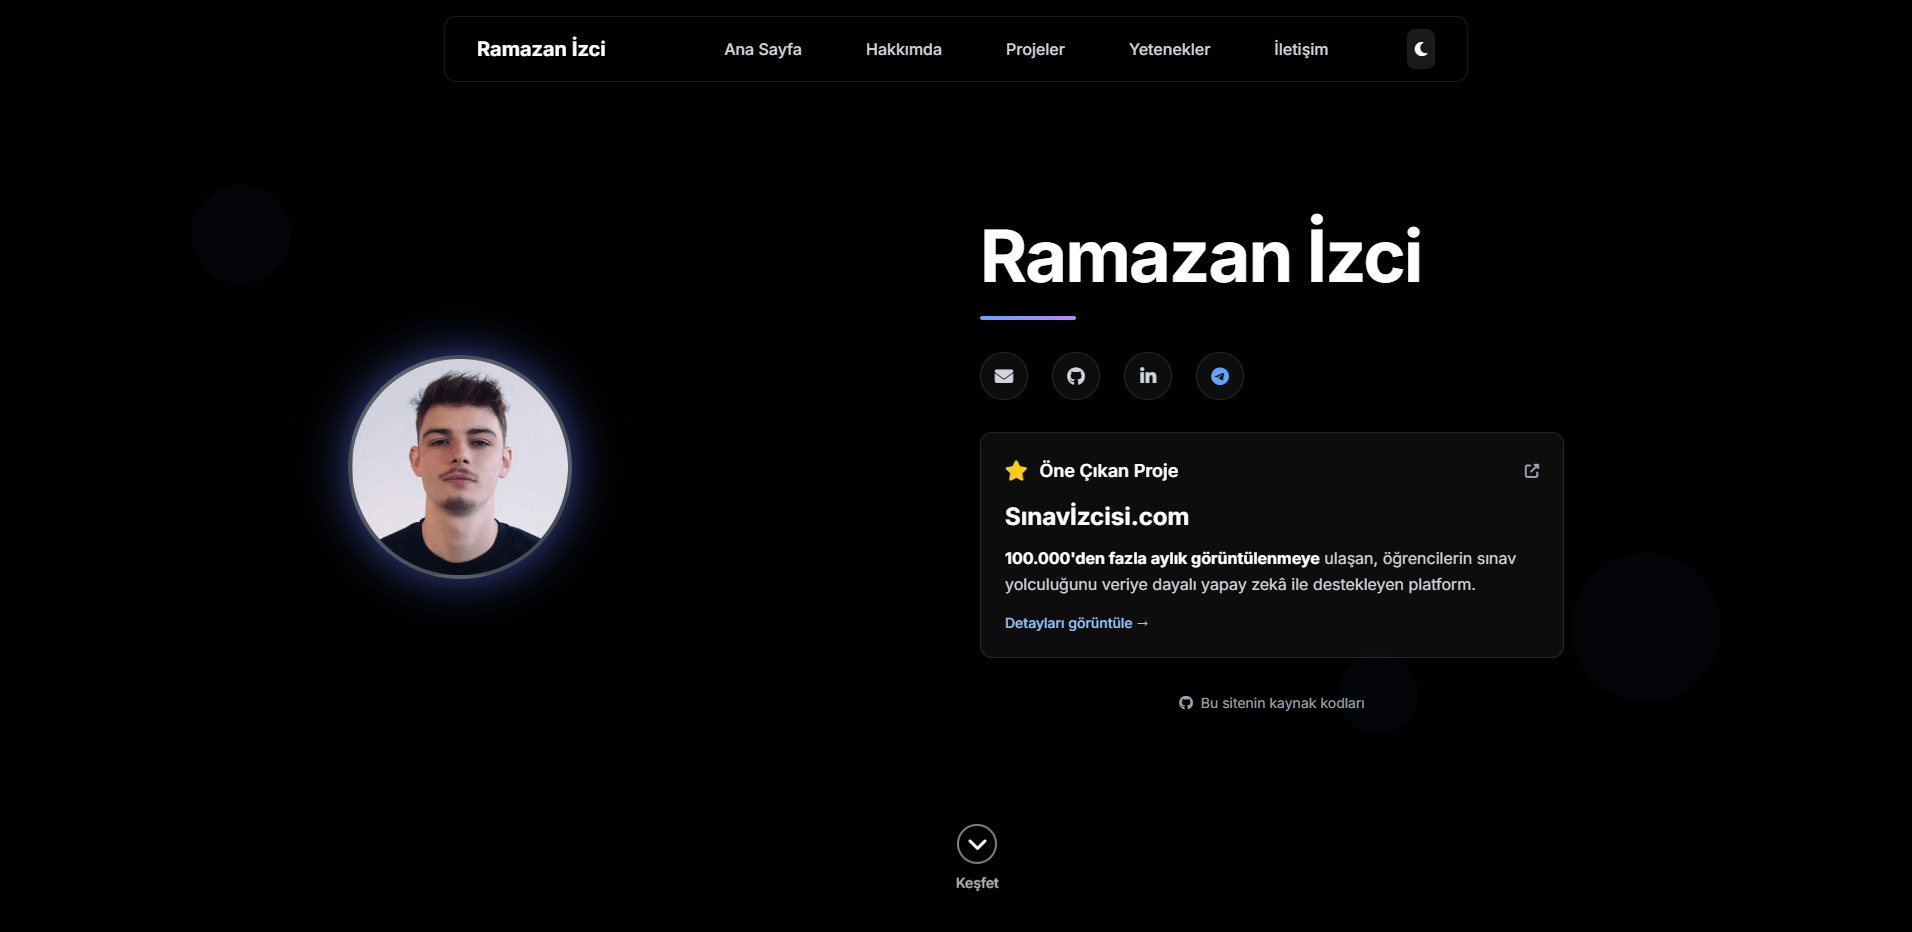 Ramazan İzci
Ana Sayfa
Hakkımda
Projeler
Yetenekler
İletişim
Ramazan İzci
Öne Çıkan Proje
Sınavİzcisi.com
100.000'den fazla aylık görüntülenmeye ulaşan, öğrencilerin sınav
yolculuğunu veriye dayalı yapay zekâ ile destekleyen platform.
Detayları görüntüle →
Bu sitenin kaynak kodları
Keşfet